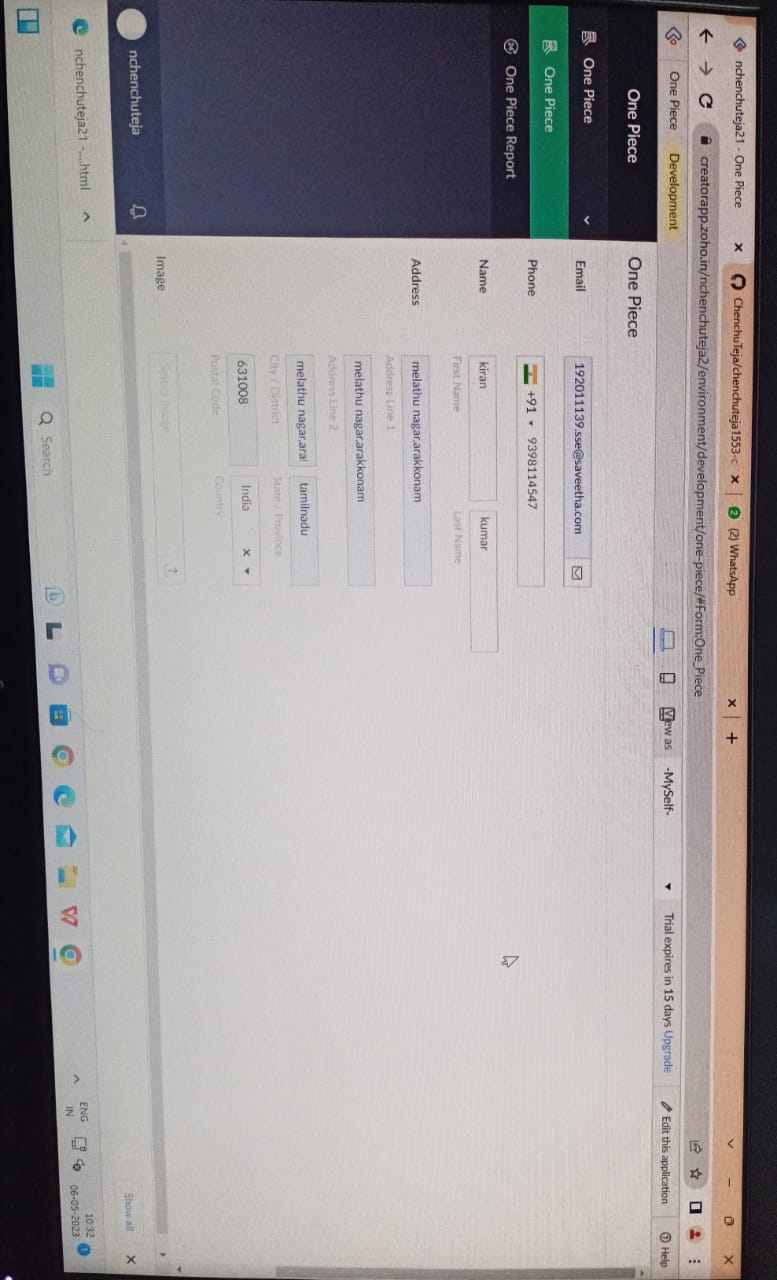 nchenchuteja21 - One Piece
ChenchuTeja/chenchuteja1553-c
2 (2) WhatsApp
creatorapp.zoho.in/nchenchuteja2/environment/development/one-piece/#Form:One_Piece
One Piece Development
View as -MySelf-
Trial expires in 15 days Upgrade
Edit this application
Help
One Piece
One Piece
One Piece
One Piece
One Piece Report
Email
192011139.sse@saveetha.com
Phone
+91 9398114547
Name
kiran kumar
First Name Last Name
Address
melathu nagar,arakkonam
Address Line 1
melathu nagar,arakkonam
Address Line 2
melathu nagar,aral tamilnadu
City / District State / Province
631008 India
Postal Code Country
Image
nchenchuteja
nchenchuteja21 -....html
Show all
Search
ENG
IN
10:32
06-05-2023
1